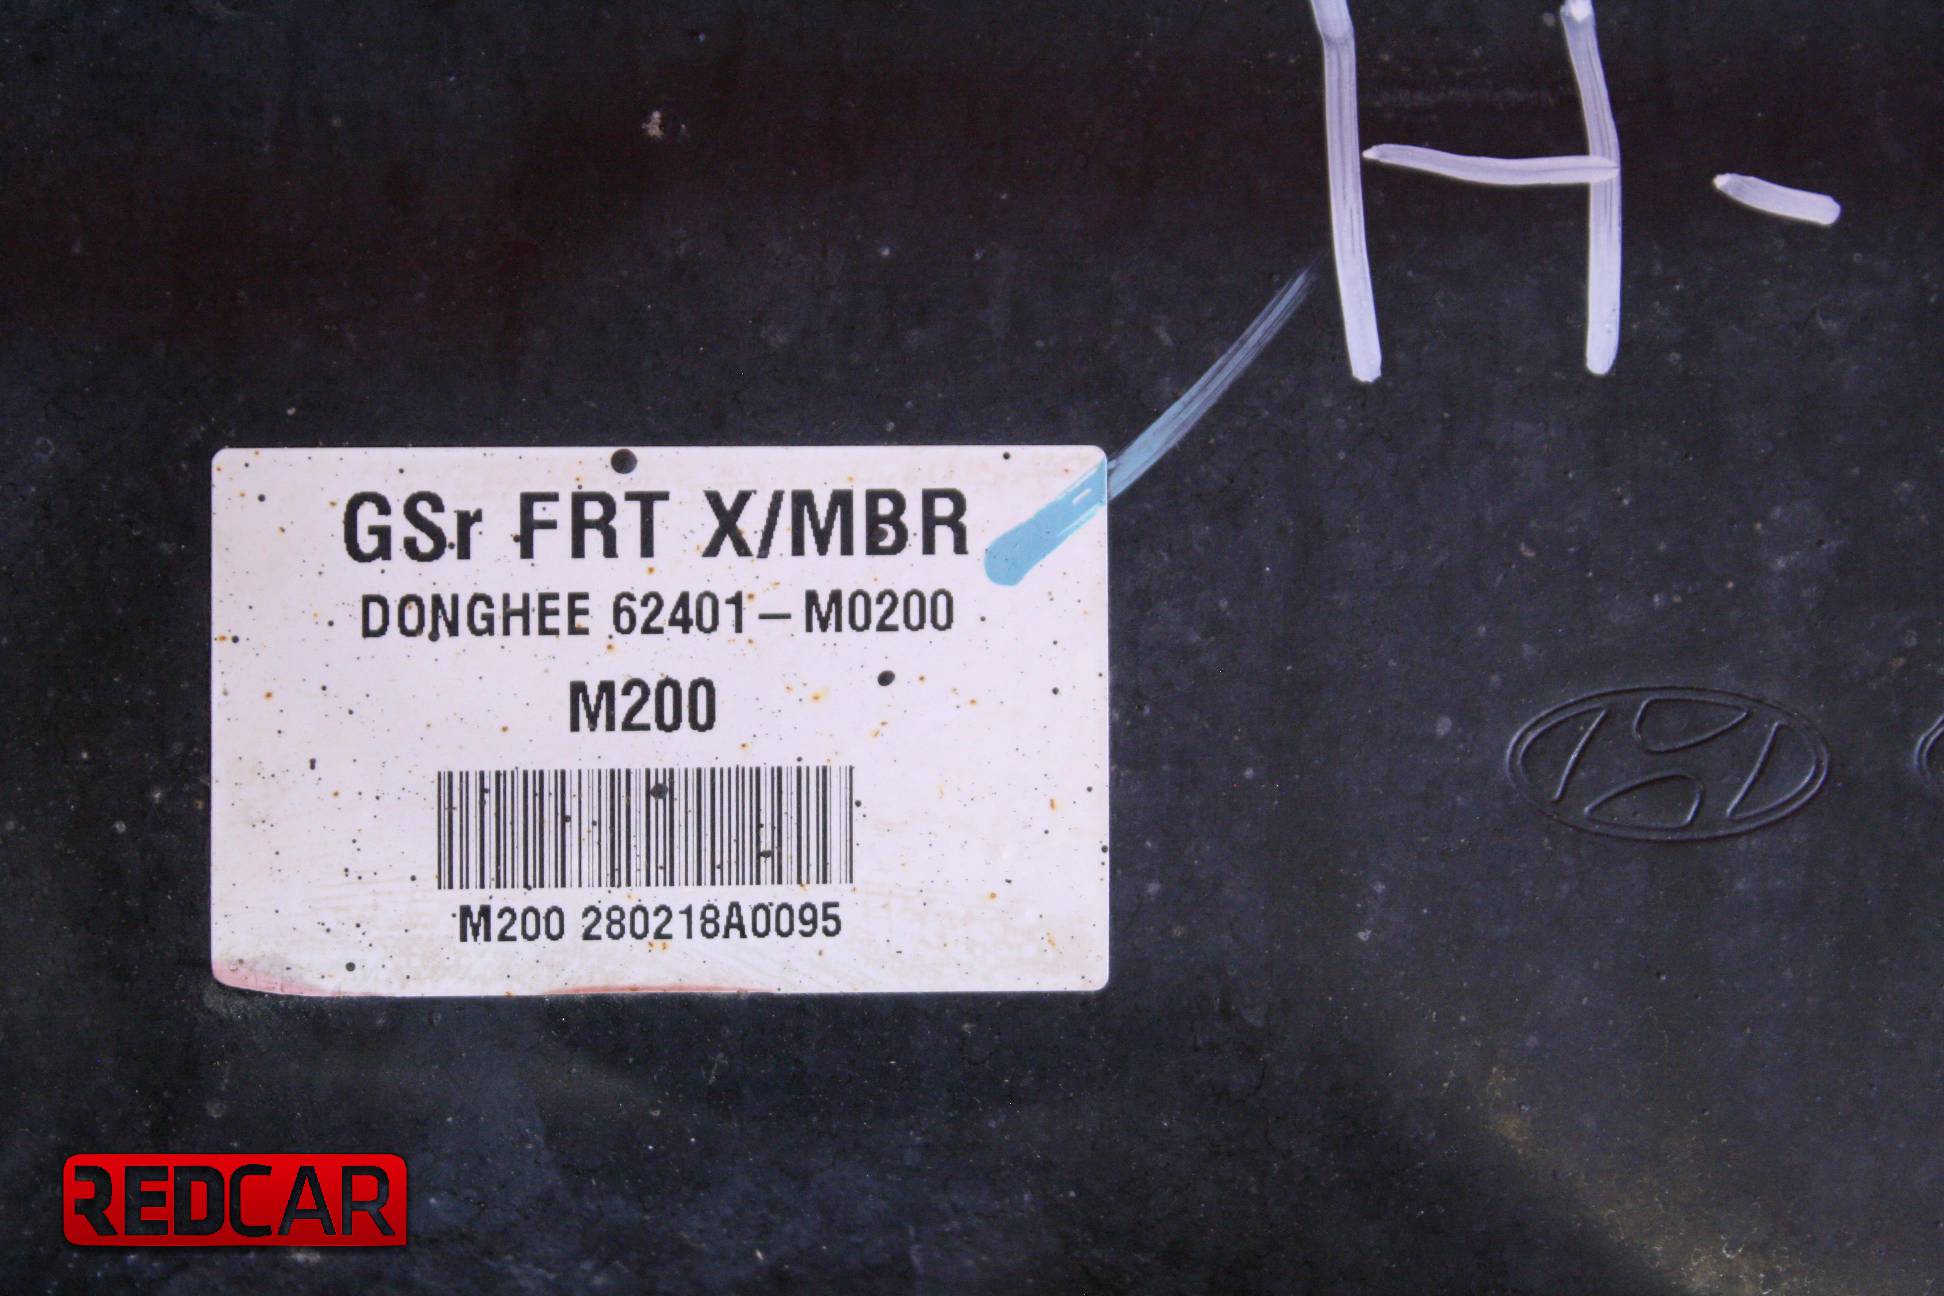 H -
GSr FRT X/MBR
DONGHEE 62401-M0200
M200
M200 280218A0095
REDCAR